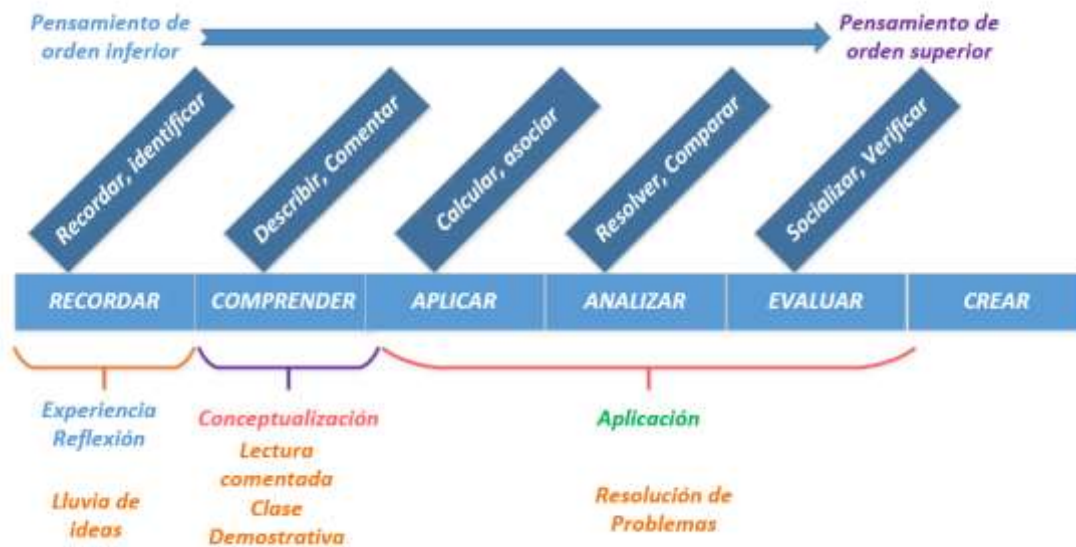 Pensamiento de
orden inferior
Pensamiento de
orden superior
Recordar, identificar
Describir, Comentar
Calcular, asociar
Resolver, Comparar
Socializar, Verificar
RECORDAR
COMPRENDER
APLICAR
ANALIZAR
EVALUAR
CREAR
Experiencia
Reflexión
Lluvia de
ideas
Conceptualización
Lectura
comentada
Clase
Demostrativa
Aplicación
Resolución de
Problemas